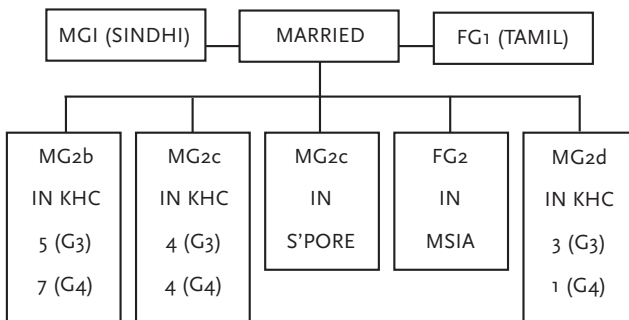 MGI (SINDHI)
MARRIED
FG1 (TAMIL)
MG2b
IN KHC
5 (G3)
7 (G4)
MG2c
IN KHC
4 (G3)
4 (G4)
MG2c
IN
S'PORE
FG2
IN
MSIA
MG2d
IN KHC
3 (G3)
1 (G4)